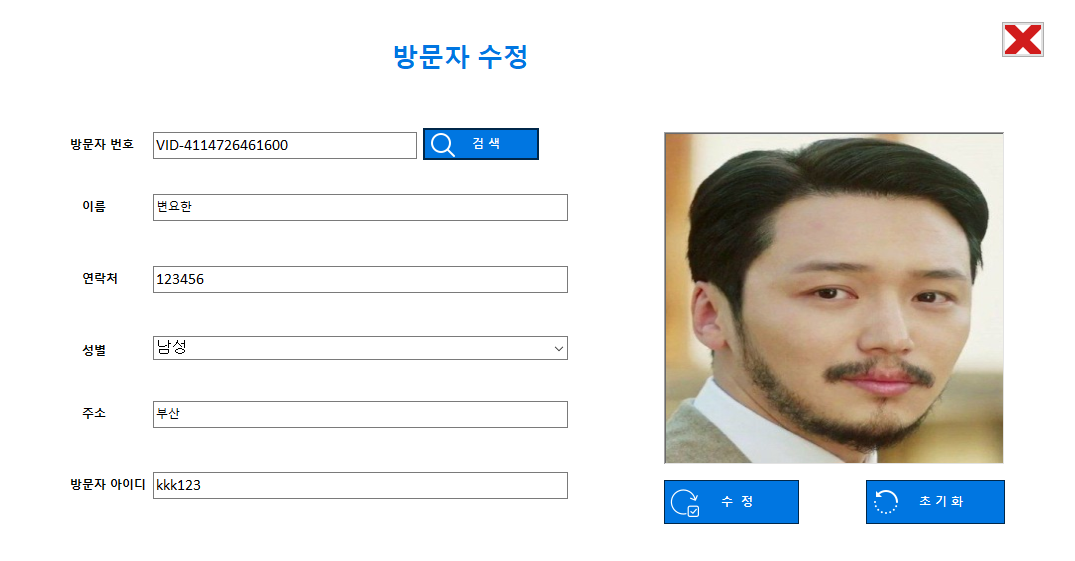 방문자 수정
방문자 번호 VID-4114726461600 검 색
이름 변요한
연락처 123456
성별 남성
주소 부산
방문자 아이디 kkk123
수 정 초 기 화